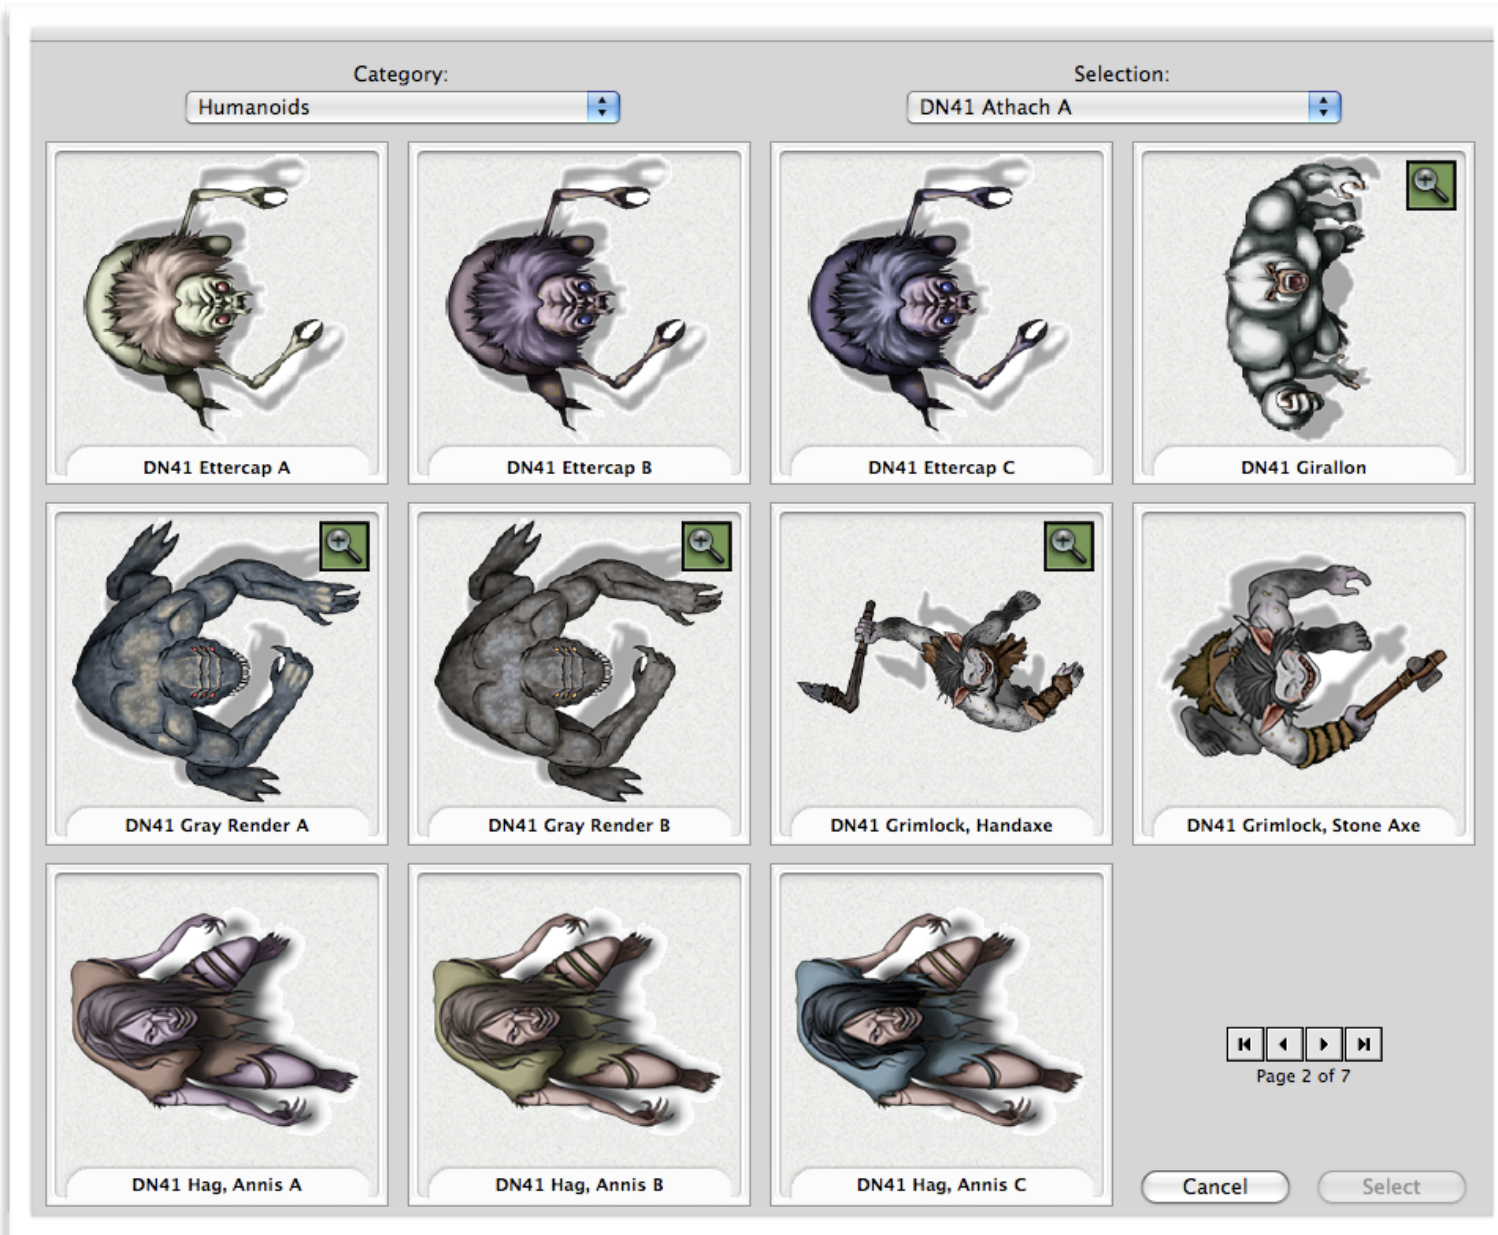 Category:
Selection:
Humanoids
DN41 Athach A
DN41 Ettercap A
DN41 Ettercap B
DN41 Ettercap C
DN41 Girallon
DN41 Gray Render A
DN41 Gray Render B
DN41 Grimlock, Handaxe
DN41 Grimlock, Stone Axe
DN41 Hag, Annis A
DN41 Hag, Annis B
DN41 Hag, Annis C
Page 2 of 7
Cancel
Select